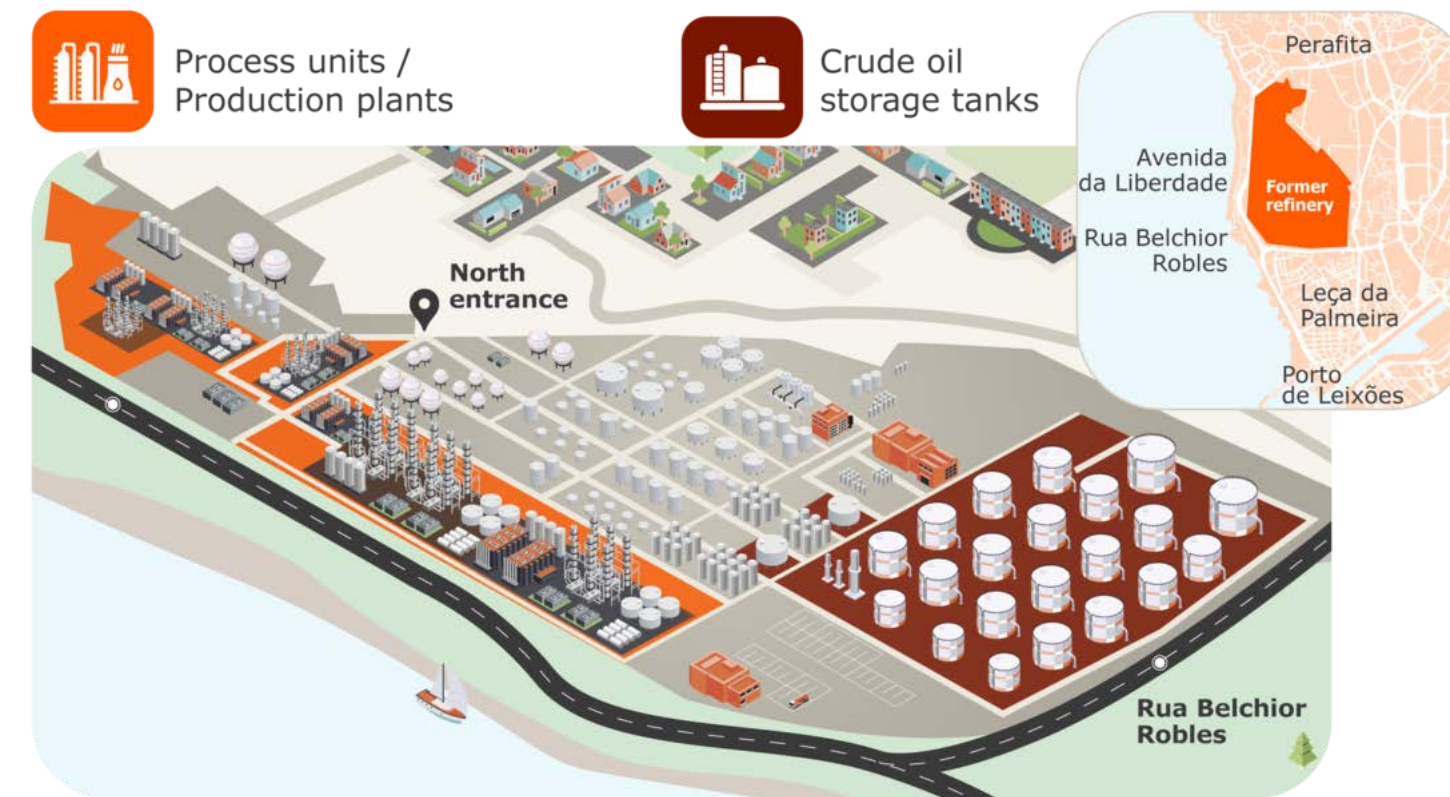 Process units /
Production plants
Crude oil
storage tanks
Perafita
Avenida
da Liberdade
Former
refinery
Rua Belchior
Robles
Leça da
Palmeira
Porto
de Leixões
North
entrance
Rua Belchior
Robles